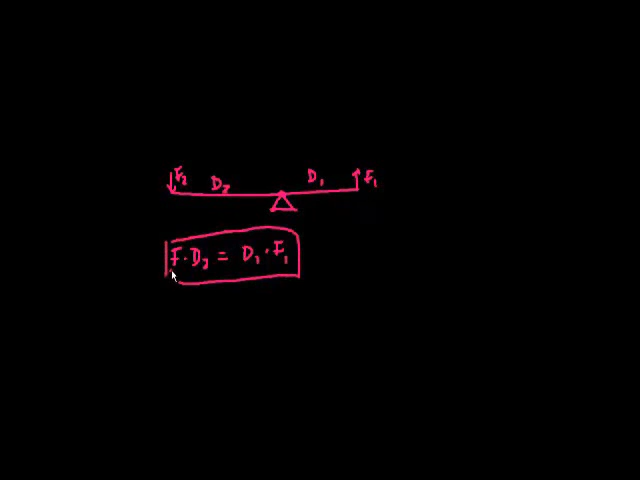 F₂ D₂ D₁ F₁
F · D₂ = D₁ · F₁